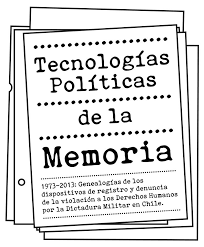 Tecnologías
Políticas
de la
Memoria
1973-2013: Genealogías de los
dispositivos de registro y denuncia
de la violación a los Derechos Humanos
por la Dictadura Militar en Chile.